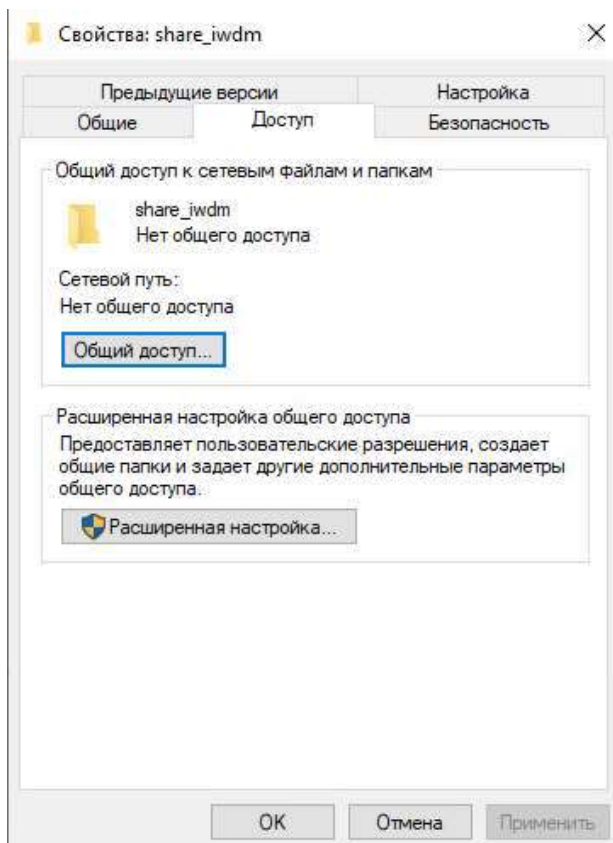 Свойства: share_iwdm
Предыдущие версии
Настройка
Общие
Доступ
Безопасность
Общий доступ к сетевым файлам и папкам
share_iwdm
Нет общего доступа
Сетевой путь:
Нет общего доступа
Общий доступ...
Расширенная настройка общего доступа
Предоставляет пользовательские разрешения, создает
общие папки и задает другие дополнительные параметры
общего доступа.
Расширенная настройка...
OK
Отмена
Применить